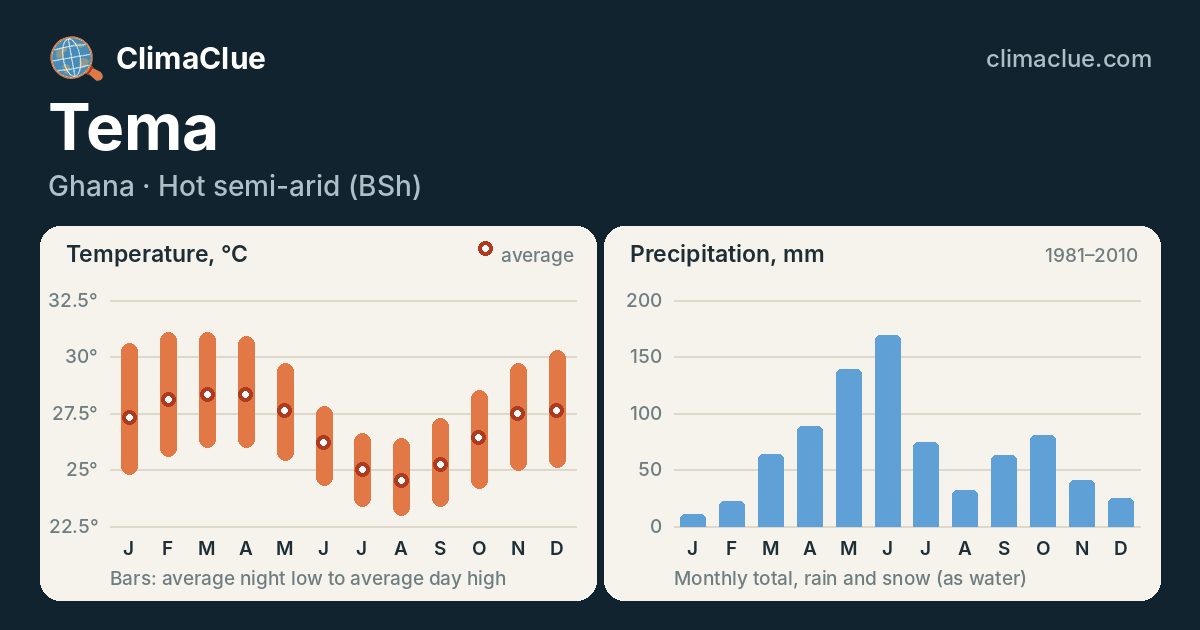 ClimaClue
climaclue.com
Tema
Ghana · Hot semi-arid (BSh)
Temperature, °C
average
32.5°
30°
27.5°
25°
22.5°
J F M A M J J A S O N D
Bars: average night low to average day high
Precipitation, mm
1981–2010
200
150
100
50
0
J F M A M J J A S O N D
Monthly total, rain and snow (as water)